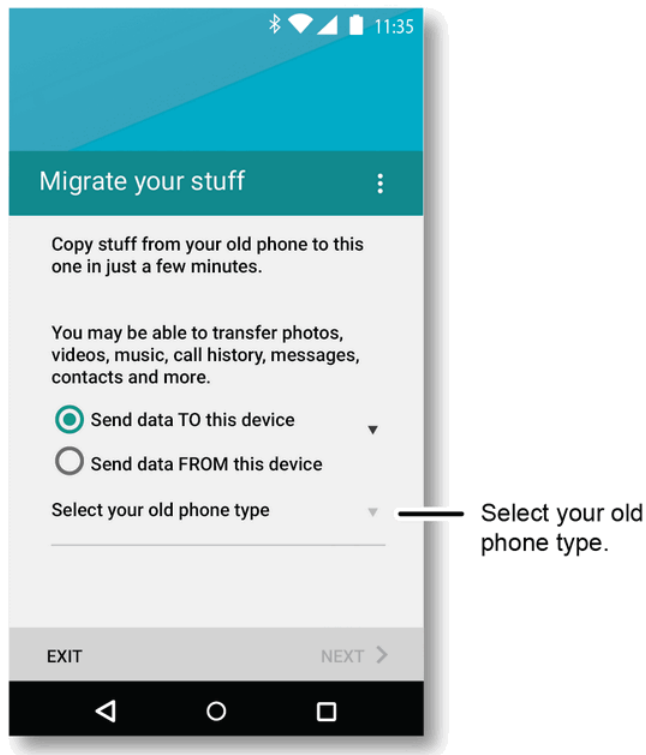 11:35
Migrate your stuff
Copy stuff from your old phone to this
one in just a few minutes.
You may be able to transfer photos,
videos, music, call history, messages,
contacts and more.
Send data TO this device
Send data FROM this device
Select your old phone type
Select your old
phone type.
EXIT
NEXT